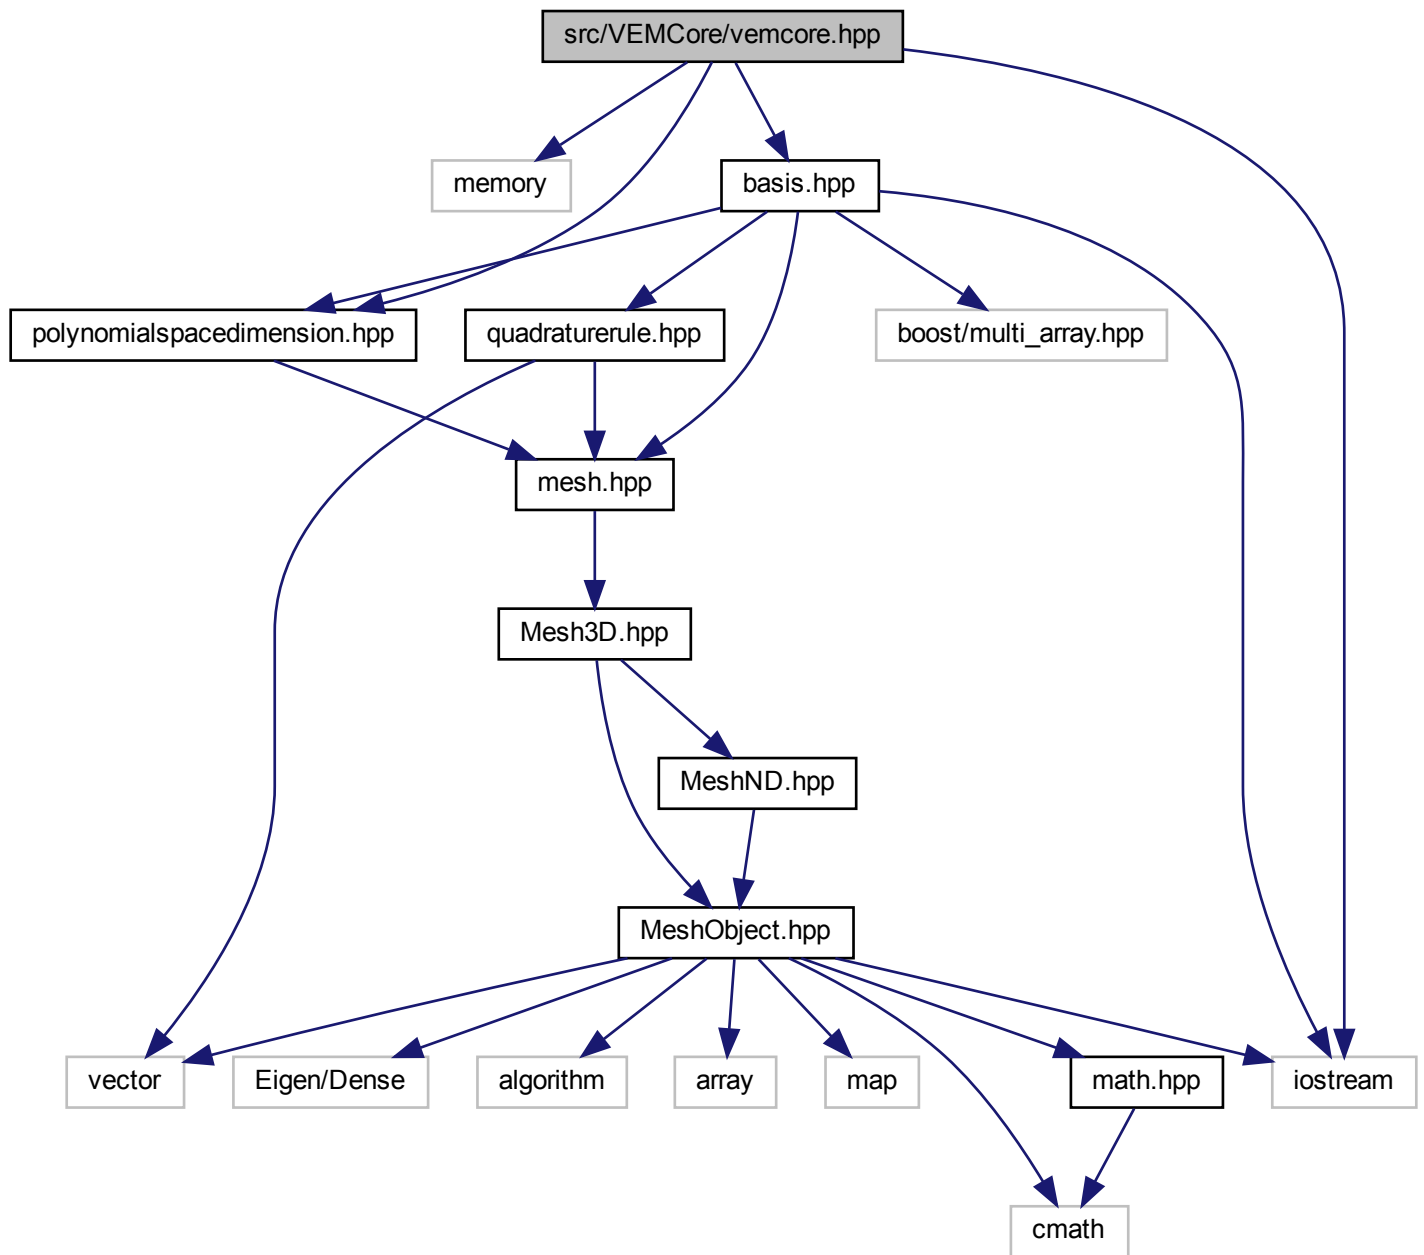 src/VEMCore/vemcore.hpp
memory
basis.hpp
polynomialspacedimension.hpp
quadraturerule.hpp
boost/multi_array.hpp
mesh.hpp
Mesh3D.hpp
MeshND.hpp
MeshObject.hpp
vector
Eigen/Dense
algorithm
array
map
math.hpp
iostream
cmath